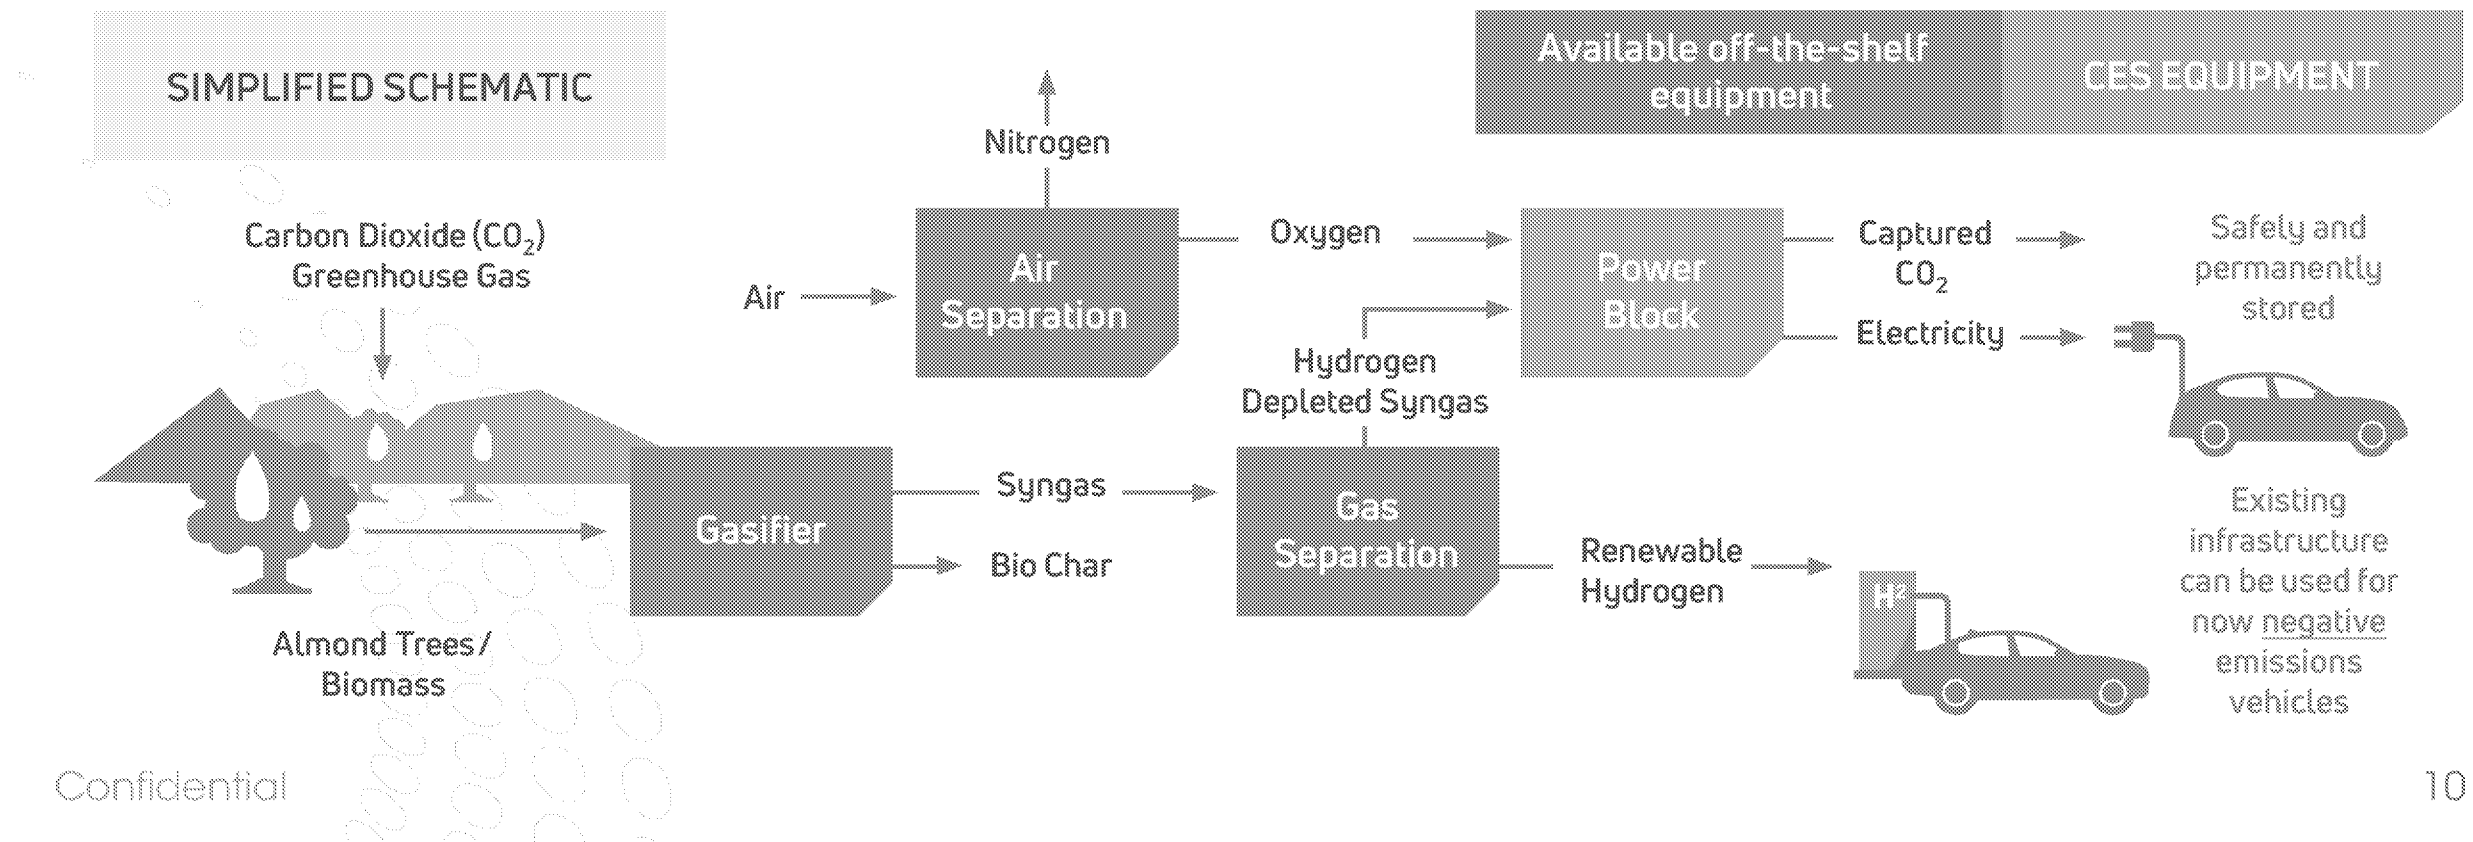 SIMPLIFIED SCHEMATIC
Available off-the-shelf
equipment
CES EQUIPMENT
Nitrogen
Carbon Dioxide (CO₂)
Greenhouse Gas
Air
Air
Separation
Oxygen
Power
Block
Captured
CO₂
Safely and
permanently
stored
Electricity
Hydrogen
Depleted Syngas
Gasifier
Syngas
Bio Char
Gas
Separation
Renewable
Hydrogen
H2
Existing
infrastructure
can be used for
now negative
emissions
vehicles
Almond Trees /
Biomass
Confidential
10